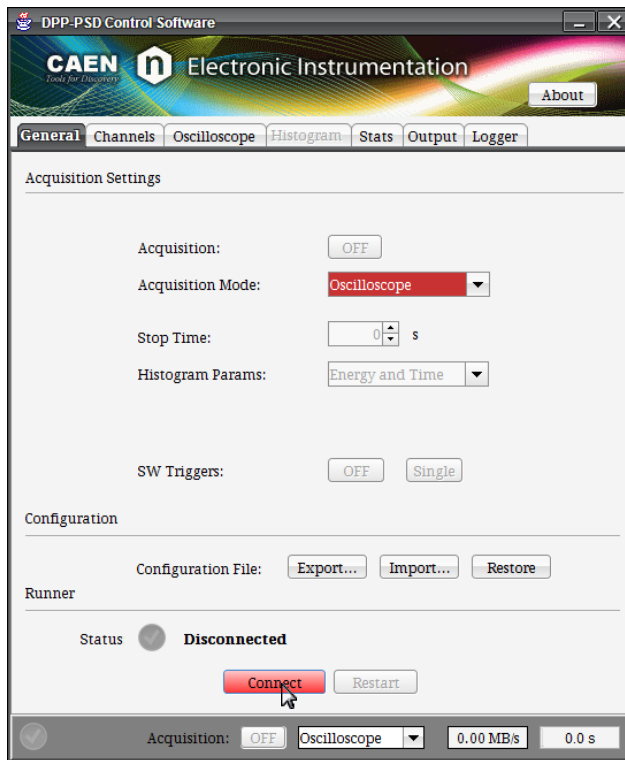 DPP-PSD Control Software
CAEN n Electronic Instrumentation
Tools for Discovery
About
General Channels Oscilloscope Histogram Stats Output Logger
Acquisition Settings
Acquisition: OFF
Acquisition Mode: Oscilloscope
Stop Time: 0 s
Histogram Params: Energy and Time
SW Triggers: OFF Single
Configuration
Configuration File: Export... Import... Restore
Runner
Status Disconnected
Connect Restart
Acquisition: OFF Oscilloscope 0.00 MB/s 0.0 s